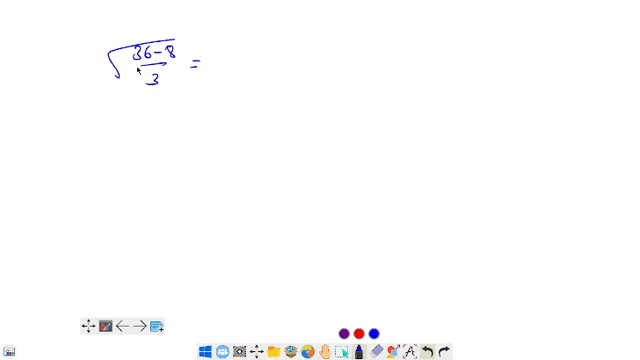 √((36-8)/3) =